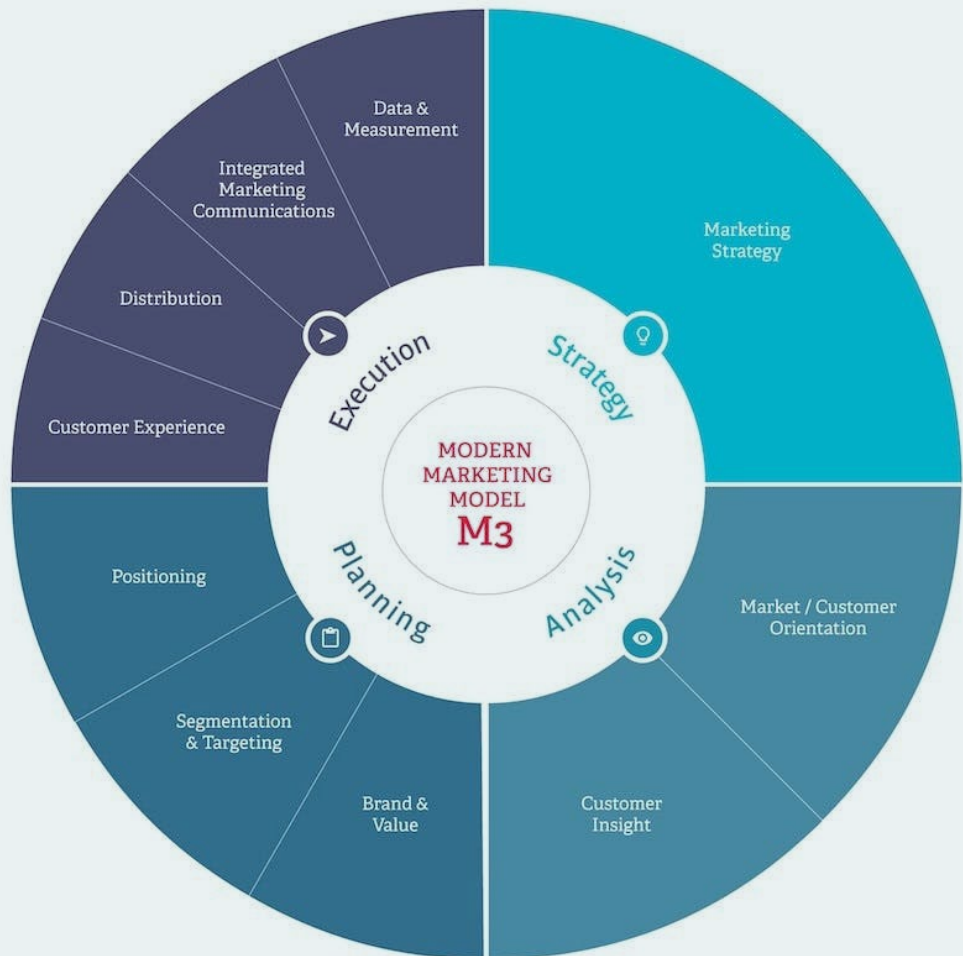 Data &
Measurement
Integrated
Marketing
Communications
Distribution
Customer Experience
Marketing
Strategy
Execution
Strategy
MODERN
MARKETING
MODEL
M3
Planning
Analysis
Positioning
Segmentation
& Targeting
Brand &
Value
Market / Customer
Orientation
Customer
Insight